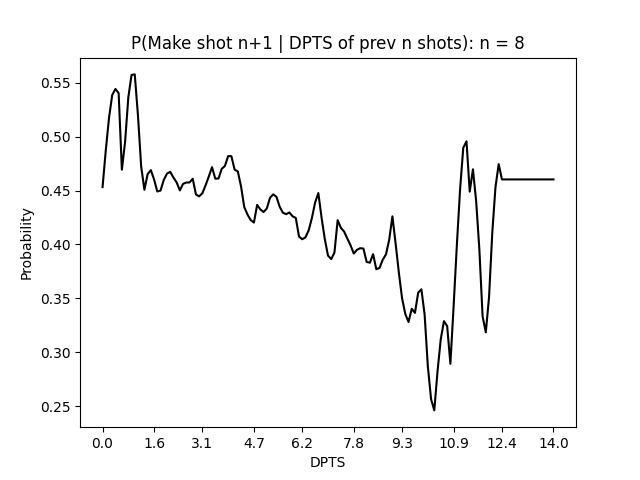 P(Make shot n+1 | DPTS of prev n shots): n = 8
Probability
0.55
0.50
0.45
0.40
0.35
0.30
0.25
0.0 1.6 3.1 4.7 6.2 7.8 9.3 10.9 12.4 14.0
DPTS